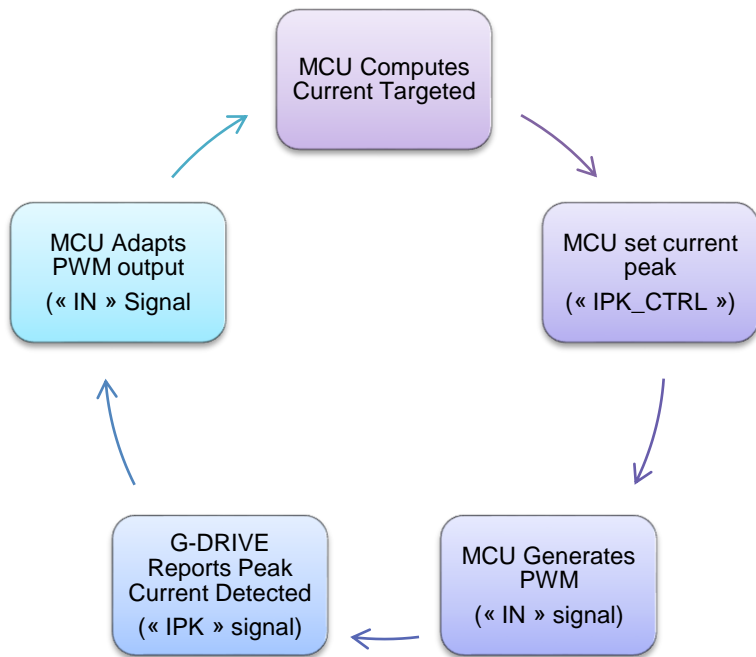 MCU Computes
Current Targeted
MCU set current
peak
(« IPK_CTRL »)
MCU Generates
PWM
(« IN » signal)
G-DRIVE
Reports Peak
Current Detected
(« IPK » signal)
MCU Adapts
PWM output
(« IN » Signal